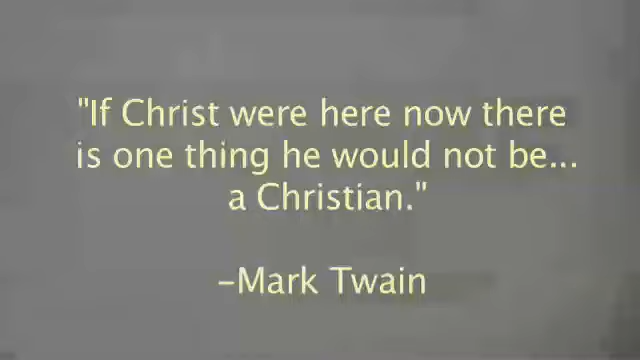 "If Christ were here now there
is one thing he would not be...
a Christian."
-Mark Twain